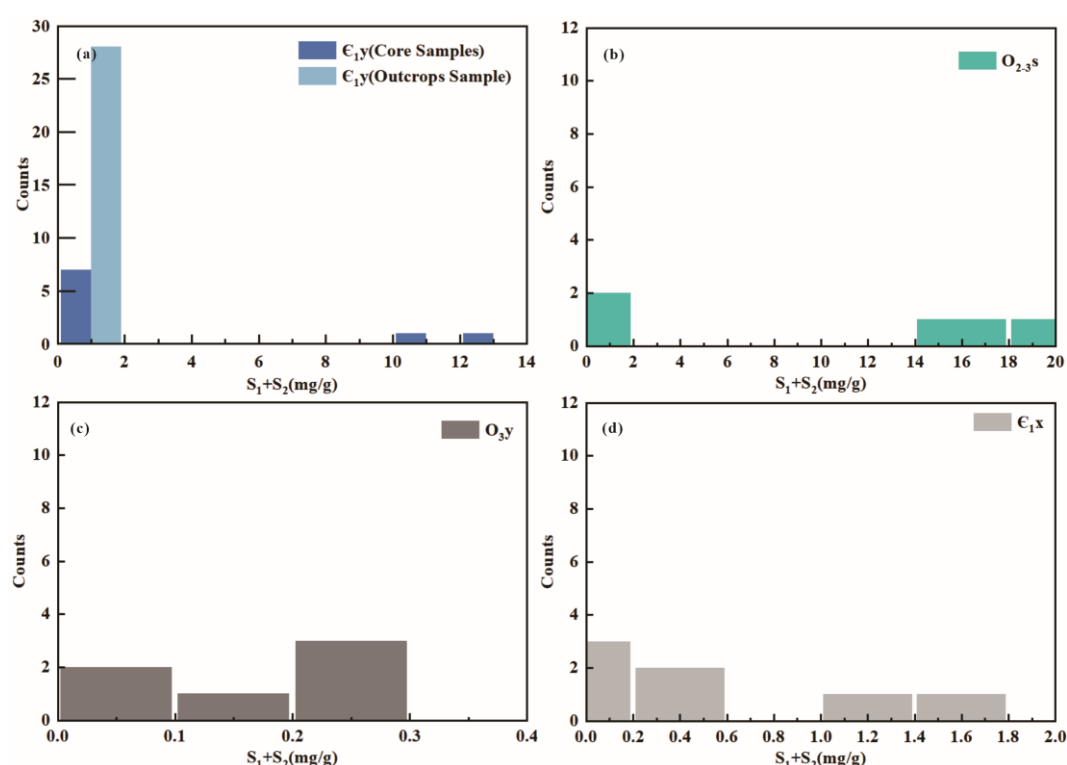 (a)
Є₁y(Core Samples)
Є₁y(Outcrops Sample)
30
25
20
15
10
5
0
Counts
0 2 4 6 8 10 12 14
S₁+S₂(mg/g)
(b)
O₂₋₃s
12
10
8
6
4
2
0
Counts
0 2 4 6 8 10 12 14 16 18 20
S₁+S₂(mg/g)
(c)
O₃y
12
10
8
6
4
2
0
Counts
0.0 0.1 0.2 0.3 0.4
S₁+S₂(mg/g)
(d)
Є₁x
12
10
8
6
4
2
0
Counts
0.0 0.2 0.4 0.6 0.8 1.0 1.2 1.4 1.6 1.8 2.0
S₁+S₂(mg/g)